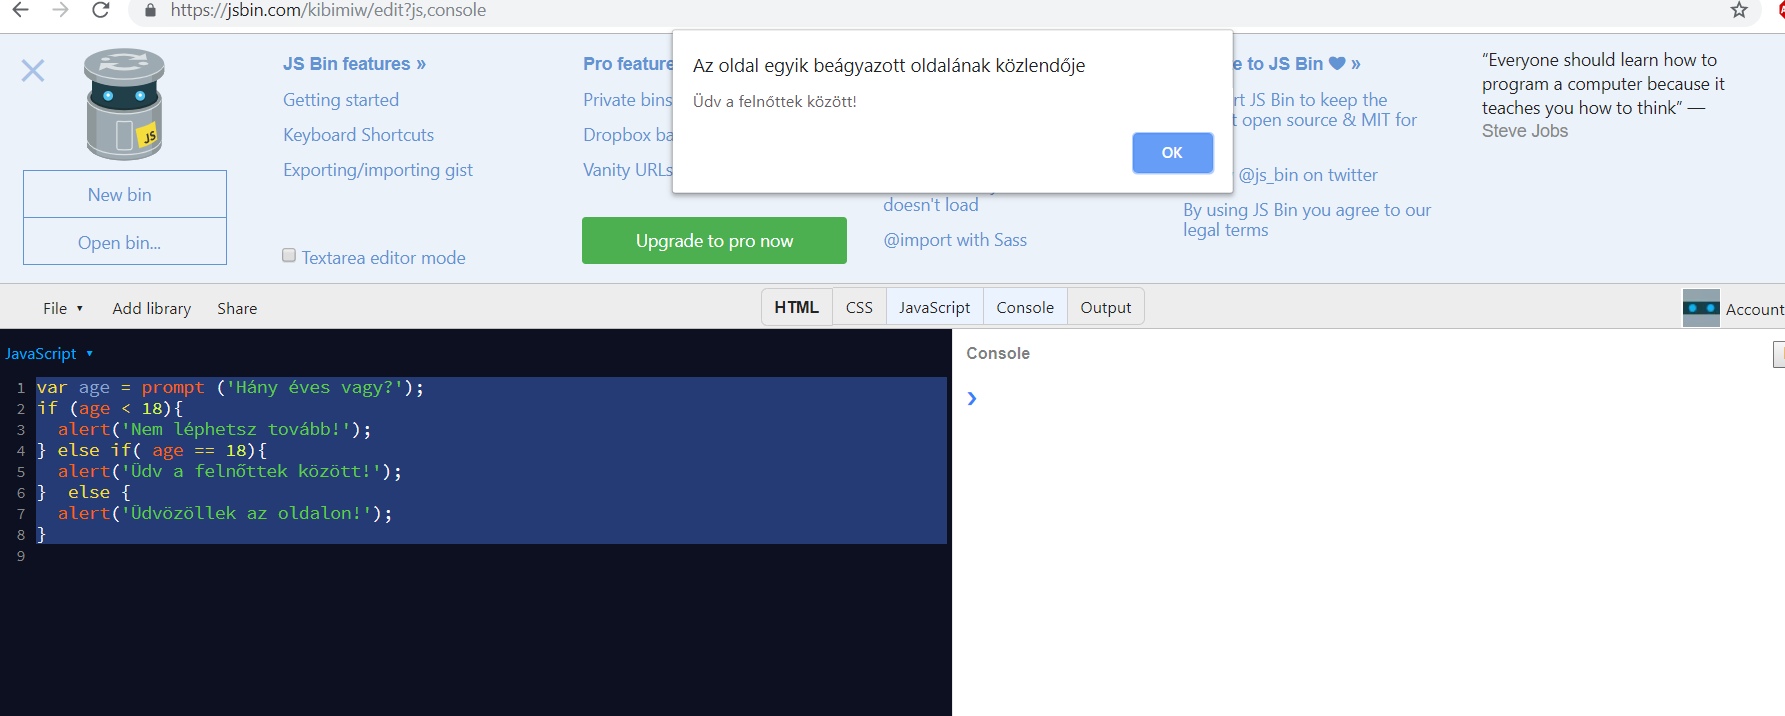 https://jsbin.com/kibimiw/edit?js,console
Az oldal egyik beágyazott oldalának közlendője
Üdv a felnőttek között!
OK
JS
New bin
Open bin...
JS Bin features »
Getting started
Keyboard Shortcuts
Exporting/importing gist
Textarea editor mode
Pro feature
Private bins
Dropbox ba
Vanity URLs
Upgrade to pro now
doesn't load
@import with Sass
e to JS Bin ♥ »
rt JS Bin to keep the
t open source & MIT for
@js_bin on twitter
By using JS Bin you agree to our
legal terms
“Everyone should learn how to
program a computer because it
teaches you how to think” —
Steve Jobs
File ▾ Add library Share
HTML CSS JavaScript Console Output
Account
JavaScript ▾
1 var age = prompt ('Hány éves vagy?');
2 if (age < 18){
3 alert('Nem léphetsz tovább!');
4 } else if( age == 18){
5 alert('Üdv a felnőttek között!');
6 }  else {
7 alert('Üdvözöllek az oldalon!');
8 }
9
Console
❯